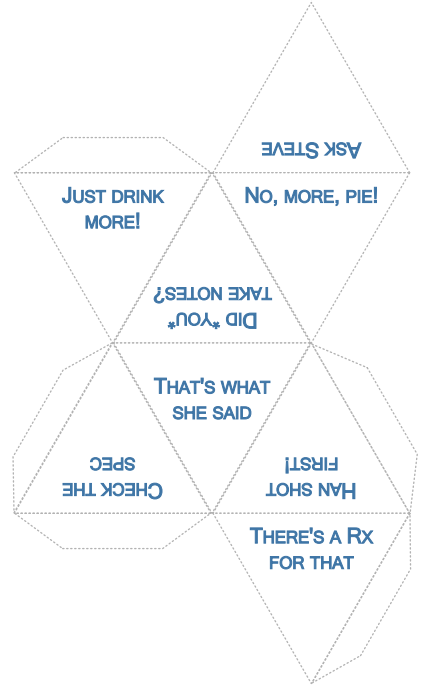 Ask Steve
Just drink
more!
No, more, pie!
Did *you*
take notes?
That's what
she said
Check the
spec
Han shot
first!
There's a Rx
for that